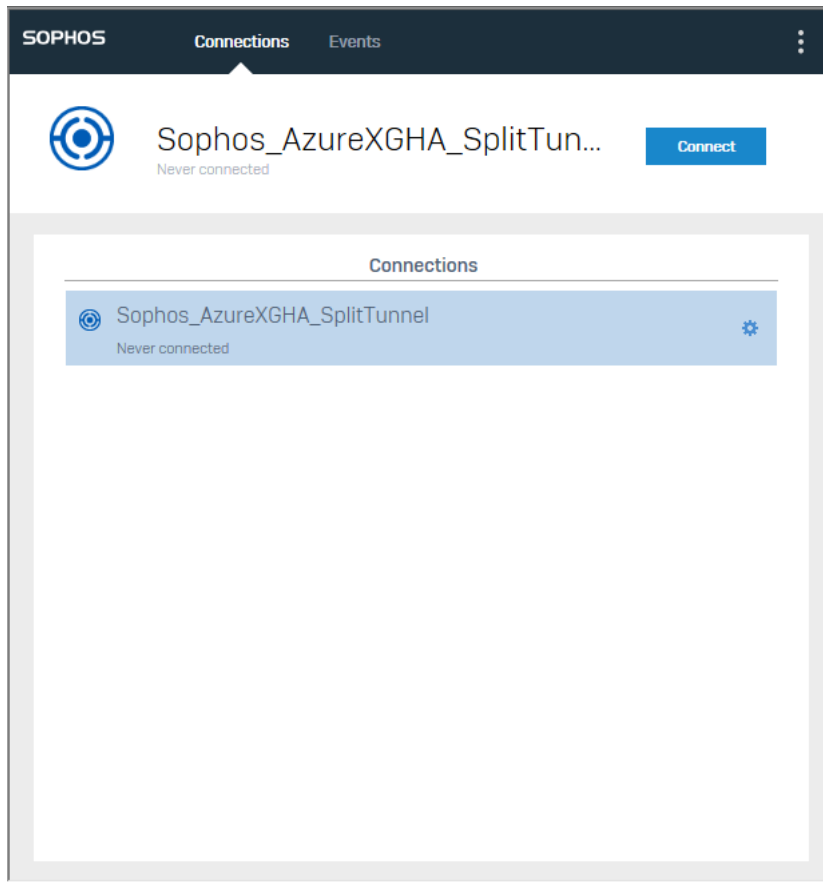 SOPHOS
Connections Events
Sophos_AzureXGHA_SplitTun...
Never connected
Connect
Connections
Sophos_AzureXGHA_SplitTunnel
Never connected